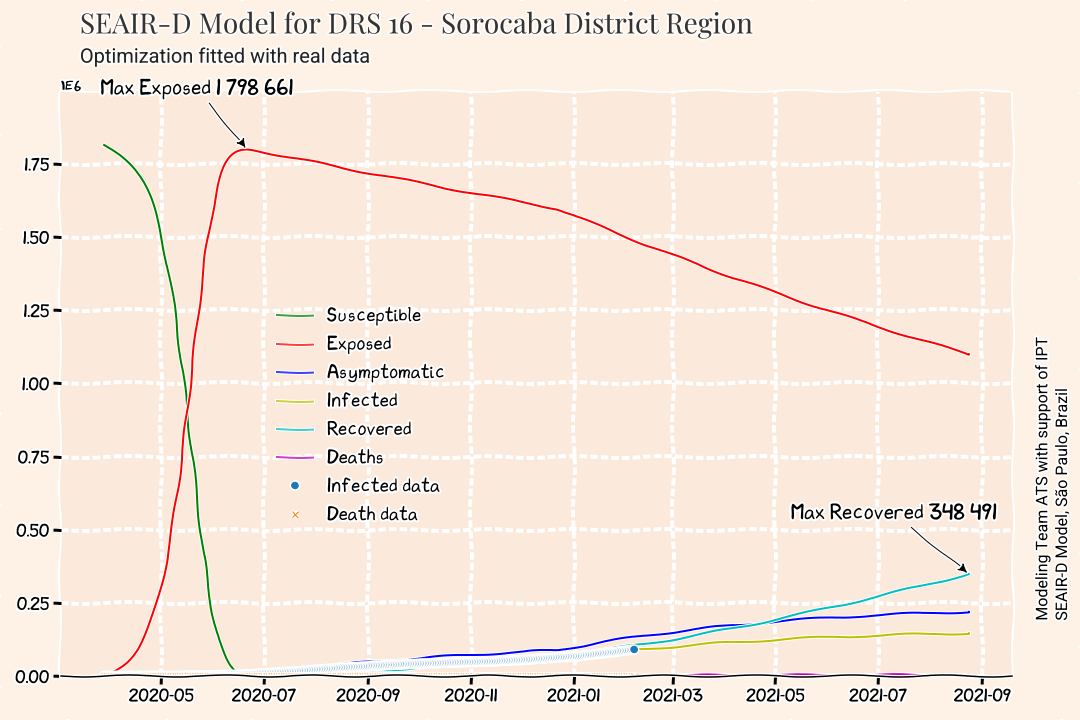 SEAIR-D Model for DRS 16 - Sorocaba District Region
Optimization fitted with real data
1E6
Max Exposed 1 798 661
1.75
1.50
1.25
1.00
0.75
0.50
0.25
0.00
Susceptible
Exposed
Asymptomatic
Infected
Recovered
Deaths
Infected data
Death data
Max Recovered 348 491
2020-05
2020-07
2020-09
2020-11
2021-01
2021-03
2021-05
2021-07
2021-09
Modeling Team ATS with support of IPT
SEAIR-D Model, São Paulo, Brazil